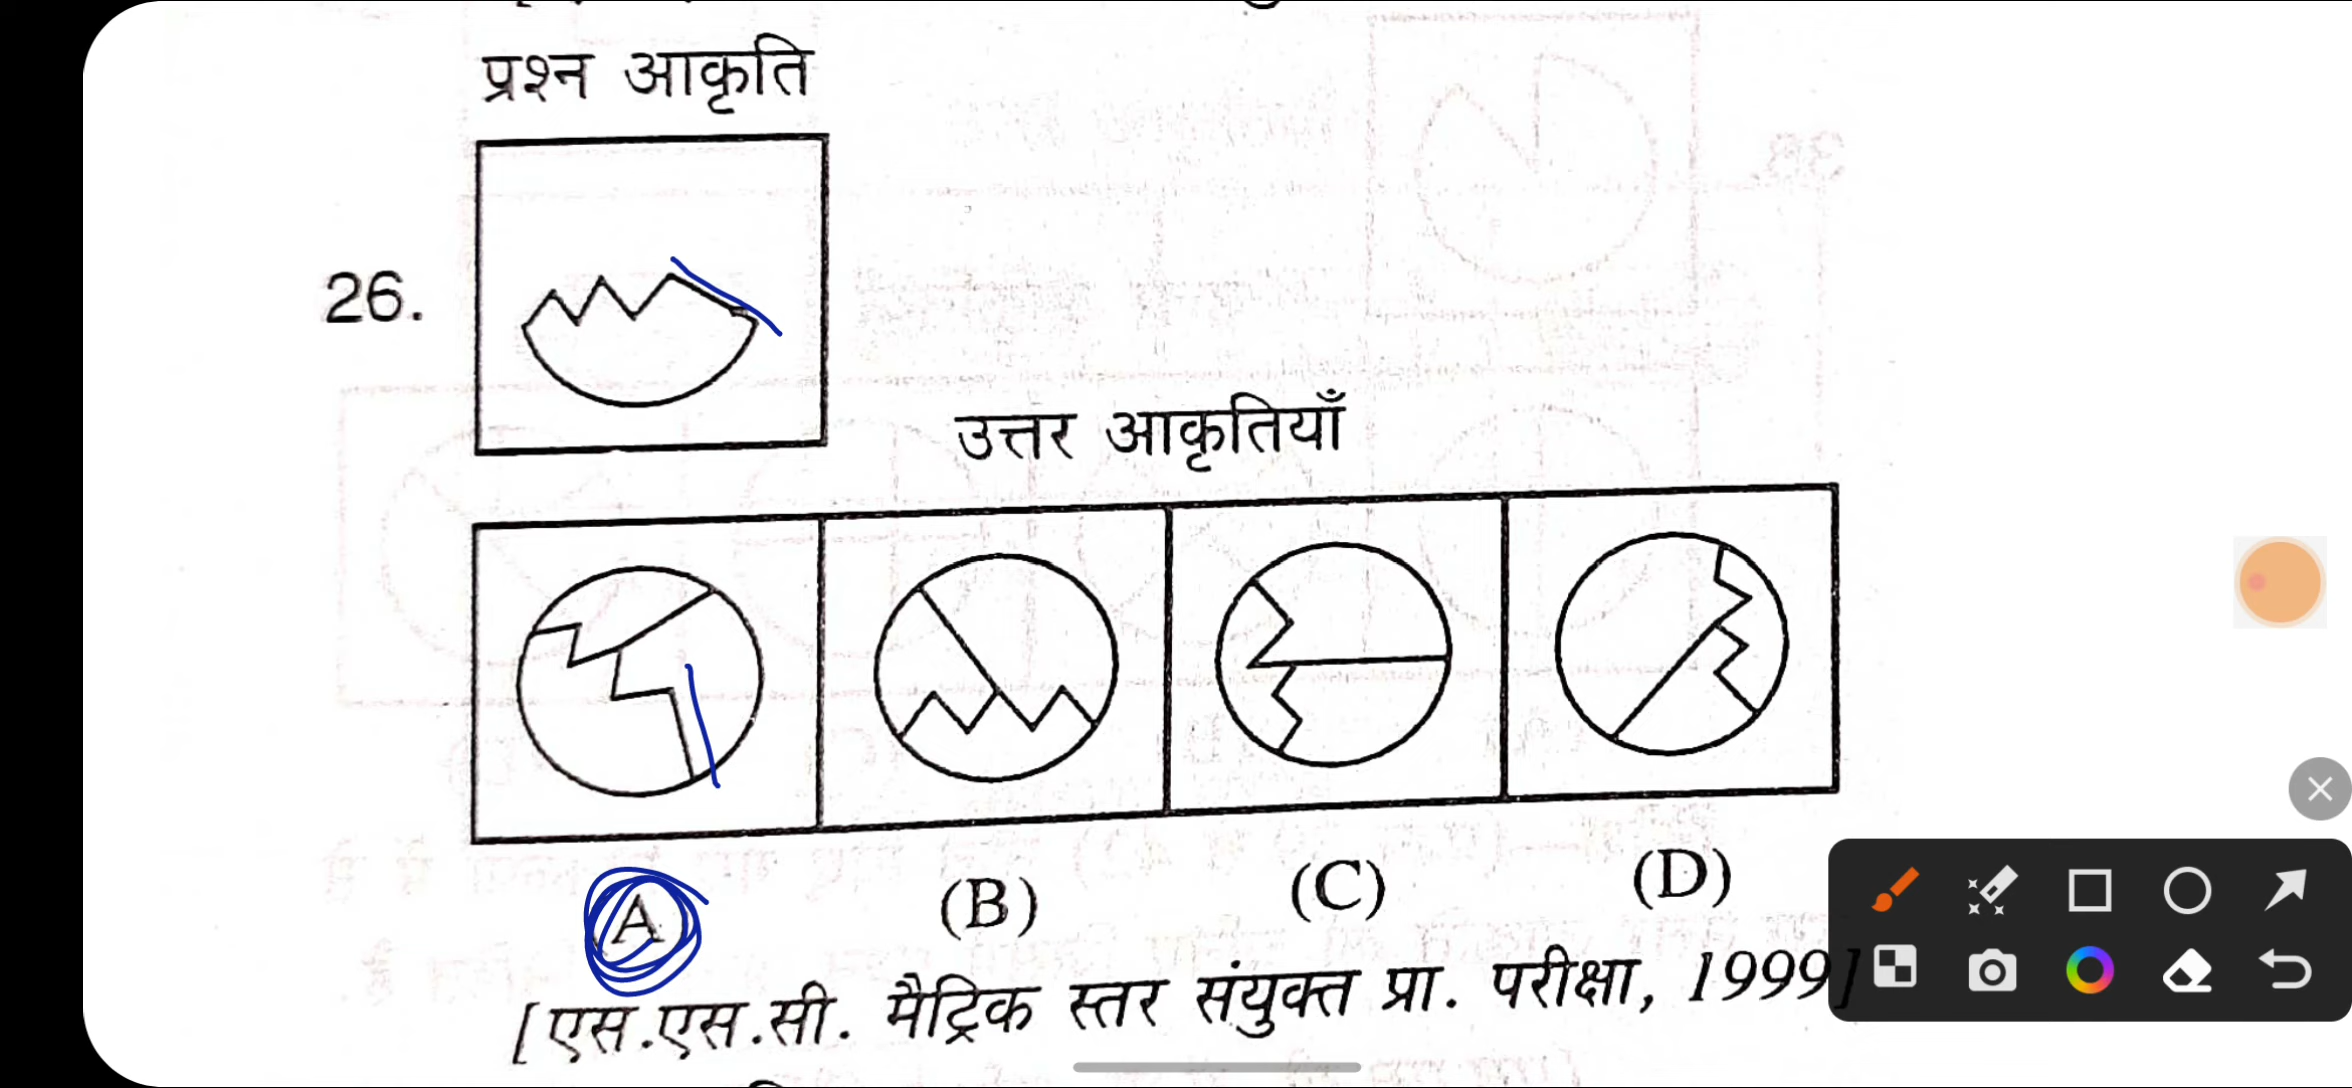 प्रश्न आकृति
26.
उत्तर आकृतियाँ
(A) (B) (C) (D)
[एस.एस.सी. मैट्रिक स्तर संयुक्त प्रा. परीक्षा, 1999]